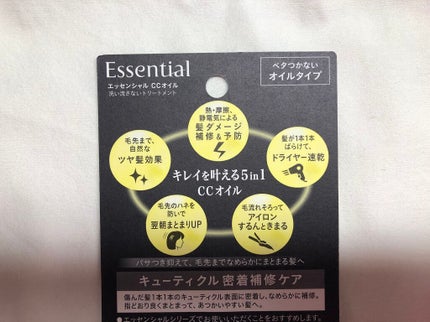 Essential
エッセンシャル CCオイル
洗い流さないトリートメント
ベタつかない
オイルタイプ
熱・摩擦、
静電気による
髪ダメージ
補修&予防
毛先まで、
自然な
ツヤ髪効果
髪が1本1本
ばらけて、
ドライヤー速乾
キレイを叶える5in1
CCオイル
毛先のハネを
防いで
翌朝まとまりUP
毛流れそろって
アイロン
するんときまる
パサつき抑えて、毛先までなめらかにまとまる髪へ
キューティクル 密着補修ケア
傷んだ髪1本1本のキューティクル表面に密着し、なめらかに補修。
指どおり良くまとまって、あつかいやすい髪へ。
●エッセンシャルシリーズでお使いいただくことをおすすめします。